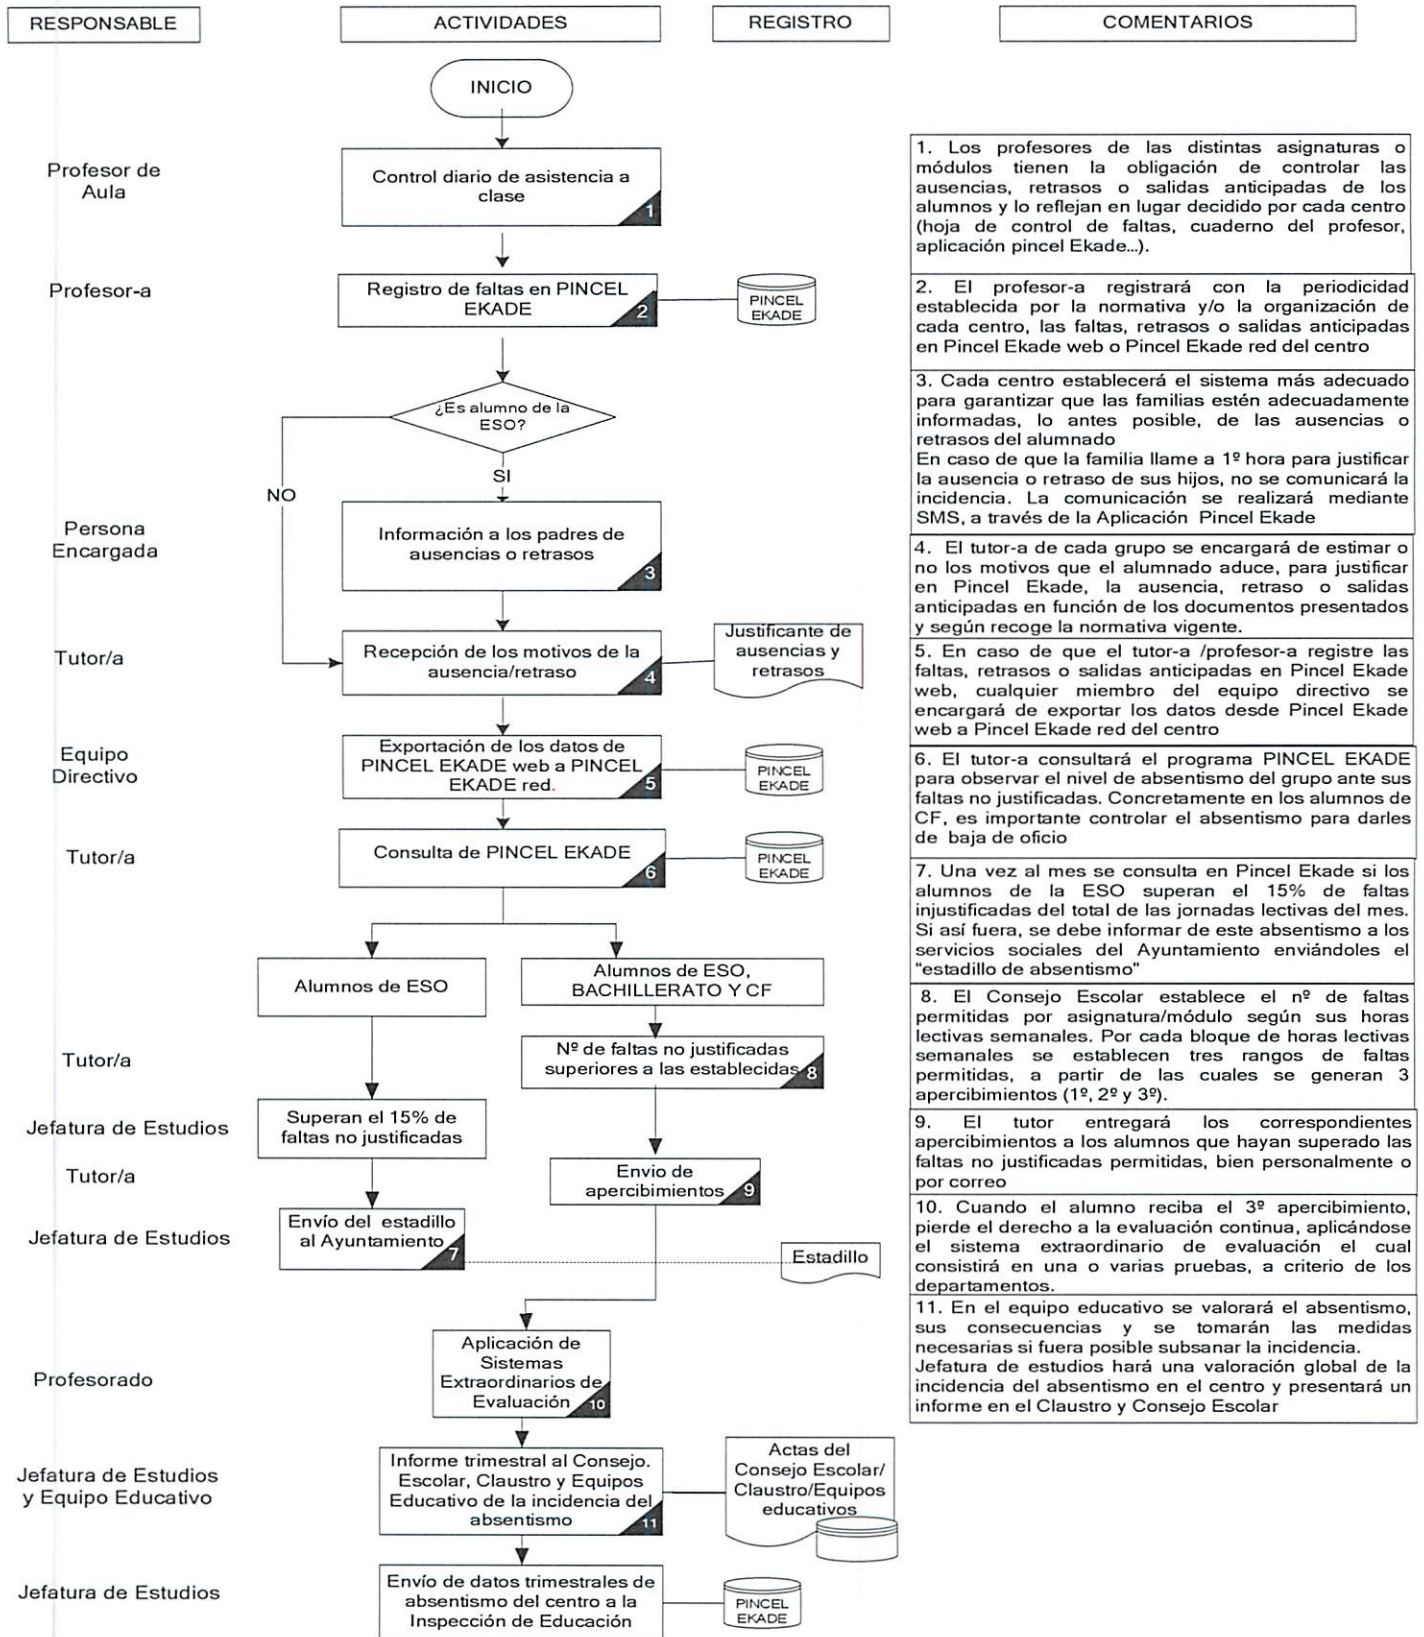 RESPONSABLE
ACTIVIDADES
REGISTRO
COMENTARIOS
INICIO
Profesor de
Aula
Control diario de asistencia a
clase
1
Profesor-a
Registro de faltas en PINCEL
EKADE
2
PINCEL
EKADE
¿Es alumno de la
ESO?
SI
NO
Persona
Encargada
Información a los padres de
ausencias o retrasos
3
Tutor/a
Recepción de los motivos de la
ausencia/retraso
4
Justificante de
ausencias y
retrasos
Equipo
Directivo
Exportación de los datos de
PINCEL EKADE web a PINCEL
EKADE red.
5
PINCEL
EKADE
Tutor/a
Consulta de PINCEL EKADE
6
PINCEL
EKADE
Alumnos de ESO
Alumnos de ESO,
BACHILLERATO Y CF
Tutor/a
Nº de faltas no justificadas
superiores a las establecidas
8
Jefatura de Estudios
Superan el 15% de
faltas no justificadas
Tutor/a
Envio de
apercibimientos
9
Jefatura de Estudios
Envío del estadillo
al Ayuntamiento
7
Estadillo
Profesorado
Aplicación de
Sistemas
Extraordinarios de
Evaluación
10
Jefatura de Estudios
y Equipo Educativo
Informe trimestral al Consejo.
Escolar, Claustro y Equipos
Educativo de la incidencia del
absentismo
11
Actas del
Consejo Escolar/
Claustro/Equipos
educativos
Jefatura de Estudios
Envío de datos trimestrales de
absentismo del centro a la
Inspección de Educación
PINCEL
EKADE
1. Los profesores de las distintas asignaturas o
módulos tienen la obligación de controlar las
ausencias, retrasos o salidas anticipadas de los
alumnos y lo reflejan en lugar decidido por cada centro
(hoja de control de faltas, cuaderno del profesor,
aplicación pincel Ekade...).
2. El profesor-a registrará con la periodicidad
establecida por la normativa y/o la organización de
cada centro, las faltas, retrasos o salidas anticipadas
en Pincel Ekade web o Pincel Ekade red del centro
3. Cada centro establecerá el sistema más adecuado
para garantizar que las familias estén adecuadamente
informadas, lo antes posible, de las ausencias o
retrasos del alumnado
En caso de que la familia llame a 1º hora para justificar
la ausencia o retraso de sus hijos, no se comunicará la
incidencia. La comunicación se realizará mediante
SMS, a través de la Aplicación Pincel Ekade
4. El tutor-a de cada grupo se encargará de estimar o
no los motivos que el alumnado aduce, para justificar
en Pincel Ekade, la ausencia, retraso o salidas
anticipadas en función de los documentos presentados
y según recoge la normativa vigente.
5. En caso de que el tutor-a /profesor-a registre las
faltas, retrasos o salidas anticipadas en Pincel Ekade
web, cualquier miembro del equipo directivo se
encargará de exportar los datos desde Pincel Ekade
web a Pincel Ekade red del centro
6. El tutor-a consultará el programa PINCEL EKADE
para observar el nivel de absentismo del grupo ante sus
faltas no justificadas. Concretamente en los alumnos de
CF, es importante controlar el absentismo para darles
de baja de oficio
7. Una vez al mes se consulta en Pincel Ekade si los
alumnos de la ESO superan el 15% de faltas
injustificadas del total de las jornadas lectivas del mes.
Si así fuera, se debe informar de este absentismo a los
servicios sociales del Ayuntamiento enviándoles el
"estadillo de absentismo"
8. El Consejo Escolar establece el nº de faltas
permitidas por asignatura/módulo según sus horas
lectivas semanales. Por cada bloque de horas lectivas
semanales se establecen tres rangos de faltas
permitidas, a partir de las cuales se generan 3
apercibimientos (1º, 2º y 3º).
9. El tutor entregará los correspondientes
apercibimientos a los alumnos que hayan superado las
faltas no justificadas permitidas, bien personalmente o
por correo
10. Cuando el alumno reciba el 3º apercibimiento,
pierde el derecho a la evaluación continua, aplicándose
el sistema extraordinario de evaluación el cual
consistirá en una o varias pruebas, a criterio de los
departamentos.
11. En el equipo educativo se valorará el absentismo,
sus consecuencias y se tomarán las medidas
necesarias si fuera posible subsanar la incidencia.
Jefatura de estudios hará una valoración global de la
incidencia del absentismo en el centro y presentará un
informe en el Claustro y Consejo Escolar